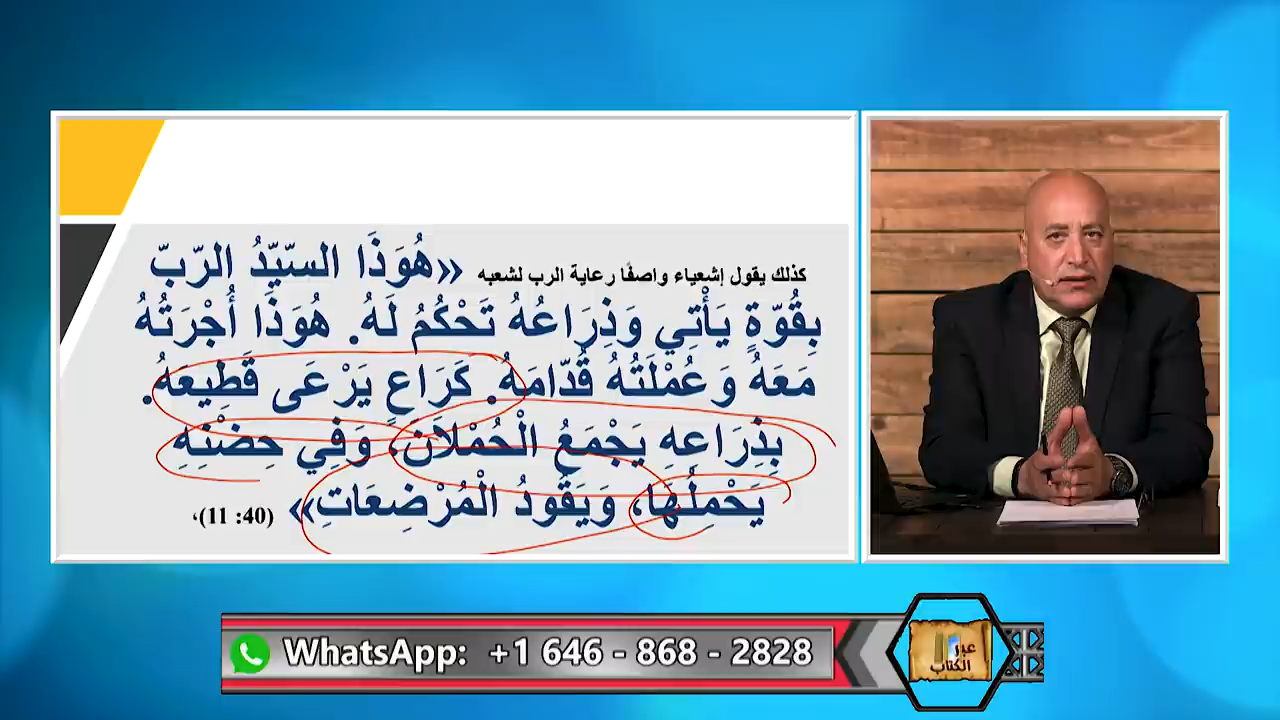 كذلك يقول إشعياء واصفًا رعاية الرب لشعبه «هُوَذَا السّيّدُ الرّبّ
بِقُوّةٍ يَأْتِي وَذِرَاعُهُ تَحْكُمُ لَهُ. هُوَذَا أُجْرَتُهُ
مَعَهُ وَعُمْلَتُهُ قُدّامَهُ. كَرَاعٍ يَرْعَى قَطِيعَهُ.
بِذِرَاعِهِ يَجْمَعُ الْحُمْلاَنَ، وَفِي حِضْنِهِ
يَحْمِلُهَا، وَيَقُودُ الْمُرْضِعَاتِ» (40: 11)،
WhatsApp: +1 646 - 868 - 2828
عبر
الكتاب